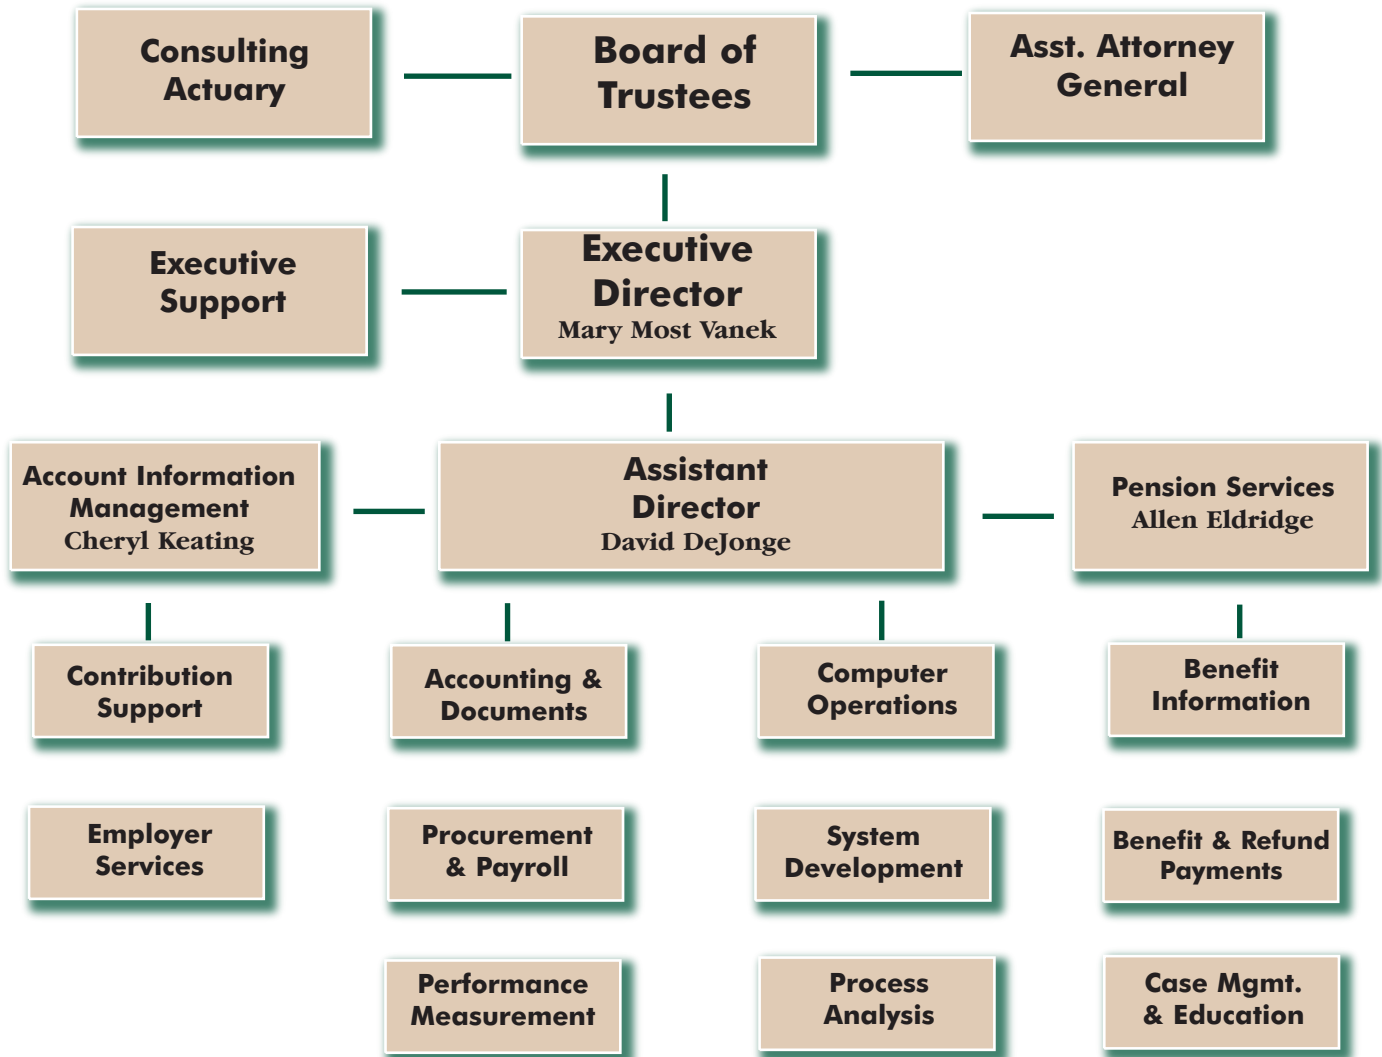 Consulting
Actuary
Board of
Trustees
Asst. Attorney
General
Executive
Support
Executive
Director
Mary Most Vanek
Account Information
Management
Cheryl Keating
Assistant
Director
David DeJonge
Pension Services
Allen Eldridge
Contribution
Support
Accounting &
Documents
Computer
Operations
Benefit
Information
Employer
Services
Procurement
& Payroll
System
Development
Benefit & Refund
Payments
Performance
Measurement
Process
Analysis
Case Mgmt.
& Education